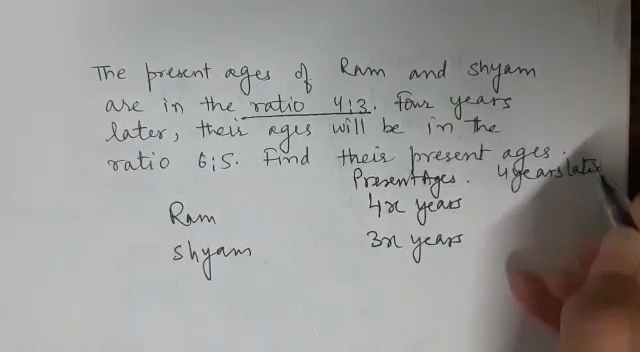 The present ages of Ram and Shyam
are in the ratio 4:3. Four years
later, their ages will be in the
ratio 6:5. Find their present ages.
Present Ages. 4 years later
Ram 4x years
Shyam 3x years